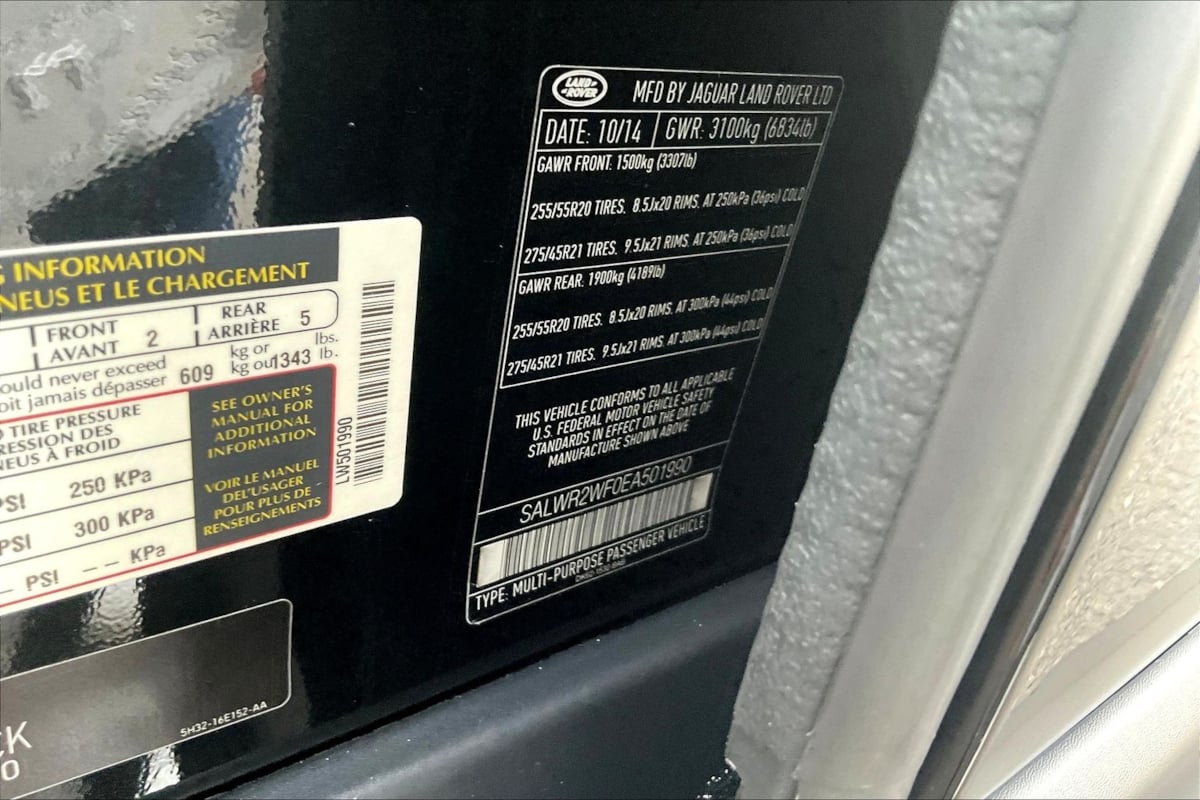 INFORMATION
NEUS ET LE CHARGEMENT
FRONT 2 REAR 5
AVANT ARRIÈRE
ould never exceed 609 kg or 1343 lbs.
oit jamais dépasser kg ou lb.
TIRE PRESSURE
RESSION DES
NEUS À FROID
PSI 250 KPa
PSI 300 KPa
PSI -- KPa
SEE OWNER'S
MANUAL FOR
ADDITIONAL
INFORMATION
VOIR LE MANUEL
DEL'USAGER
POUR PLUS DE
RENSEIGNEMENTS
LW501990
5H32-16E152-AA
CK
LAND
ROVER
MFD BY JAGUAR LAND ROVER LTD
DATE: 10/14 GWR: 3100kg (6834lb)
GAWR FRONT: 1500kg (3307lb)
255/55R20 TIRES. 8.5Jx20 RIMS. AT 250kPa (36psi) COLD
275/45R21 TIRES. 9.5Jx21 RIMS. AT 250kPa (36psi) COLD
GAWR REAR: 1900kg (4189lb)
255/55R20 TIRES. 8.5Jx20 RIMS. AT 300kPa (44psi) COLD
275/45R21 TIRES. 9.5Jx21 RIMS. AT 300kPa (44psi) COLD
THIS VEHICLE CONFORMS TO ALL APPLICABLE
U.S. FEDERAL MOTOR VEHICLE SAFETY
STANDARDS IN EFFECT ON THE DATE OF
MANUFACTURE SHOWN ABOVE
SALWR2WF0EA501990
TYPE: MULTI-PURPOSE PASSENGER VEHICLE